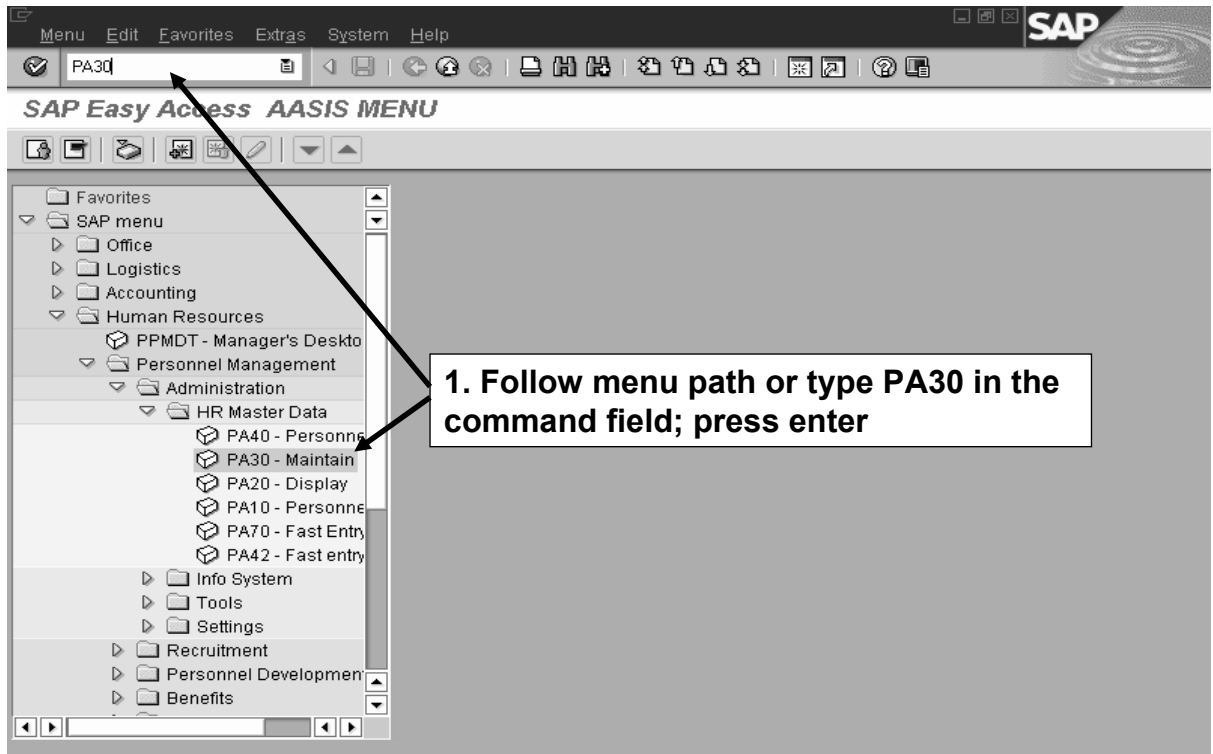 Menu Edit Favorites Extras System Help
SAP
PA30
SAP Easy Access AASIS MENU
Favorites
SAP menu
Office
Logistics
Accounting
Human Resources
PPMDT - Manager's Deskto
Personnel Management
Administration
HR Master Data
PA40 - Personne
PA30 - Maintain
PA20 - Display
PA10 - Personne
PA70 - Fast Entry
PA42 - Fast entry
Info System
Tools
Settings
Recruitment
Personnel Developmen
Benefits
1. Follow menu path or type PA30 in the
command field; press enter